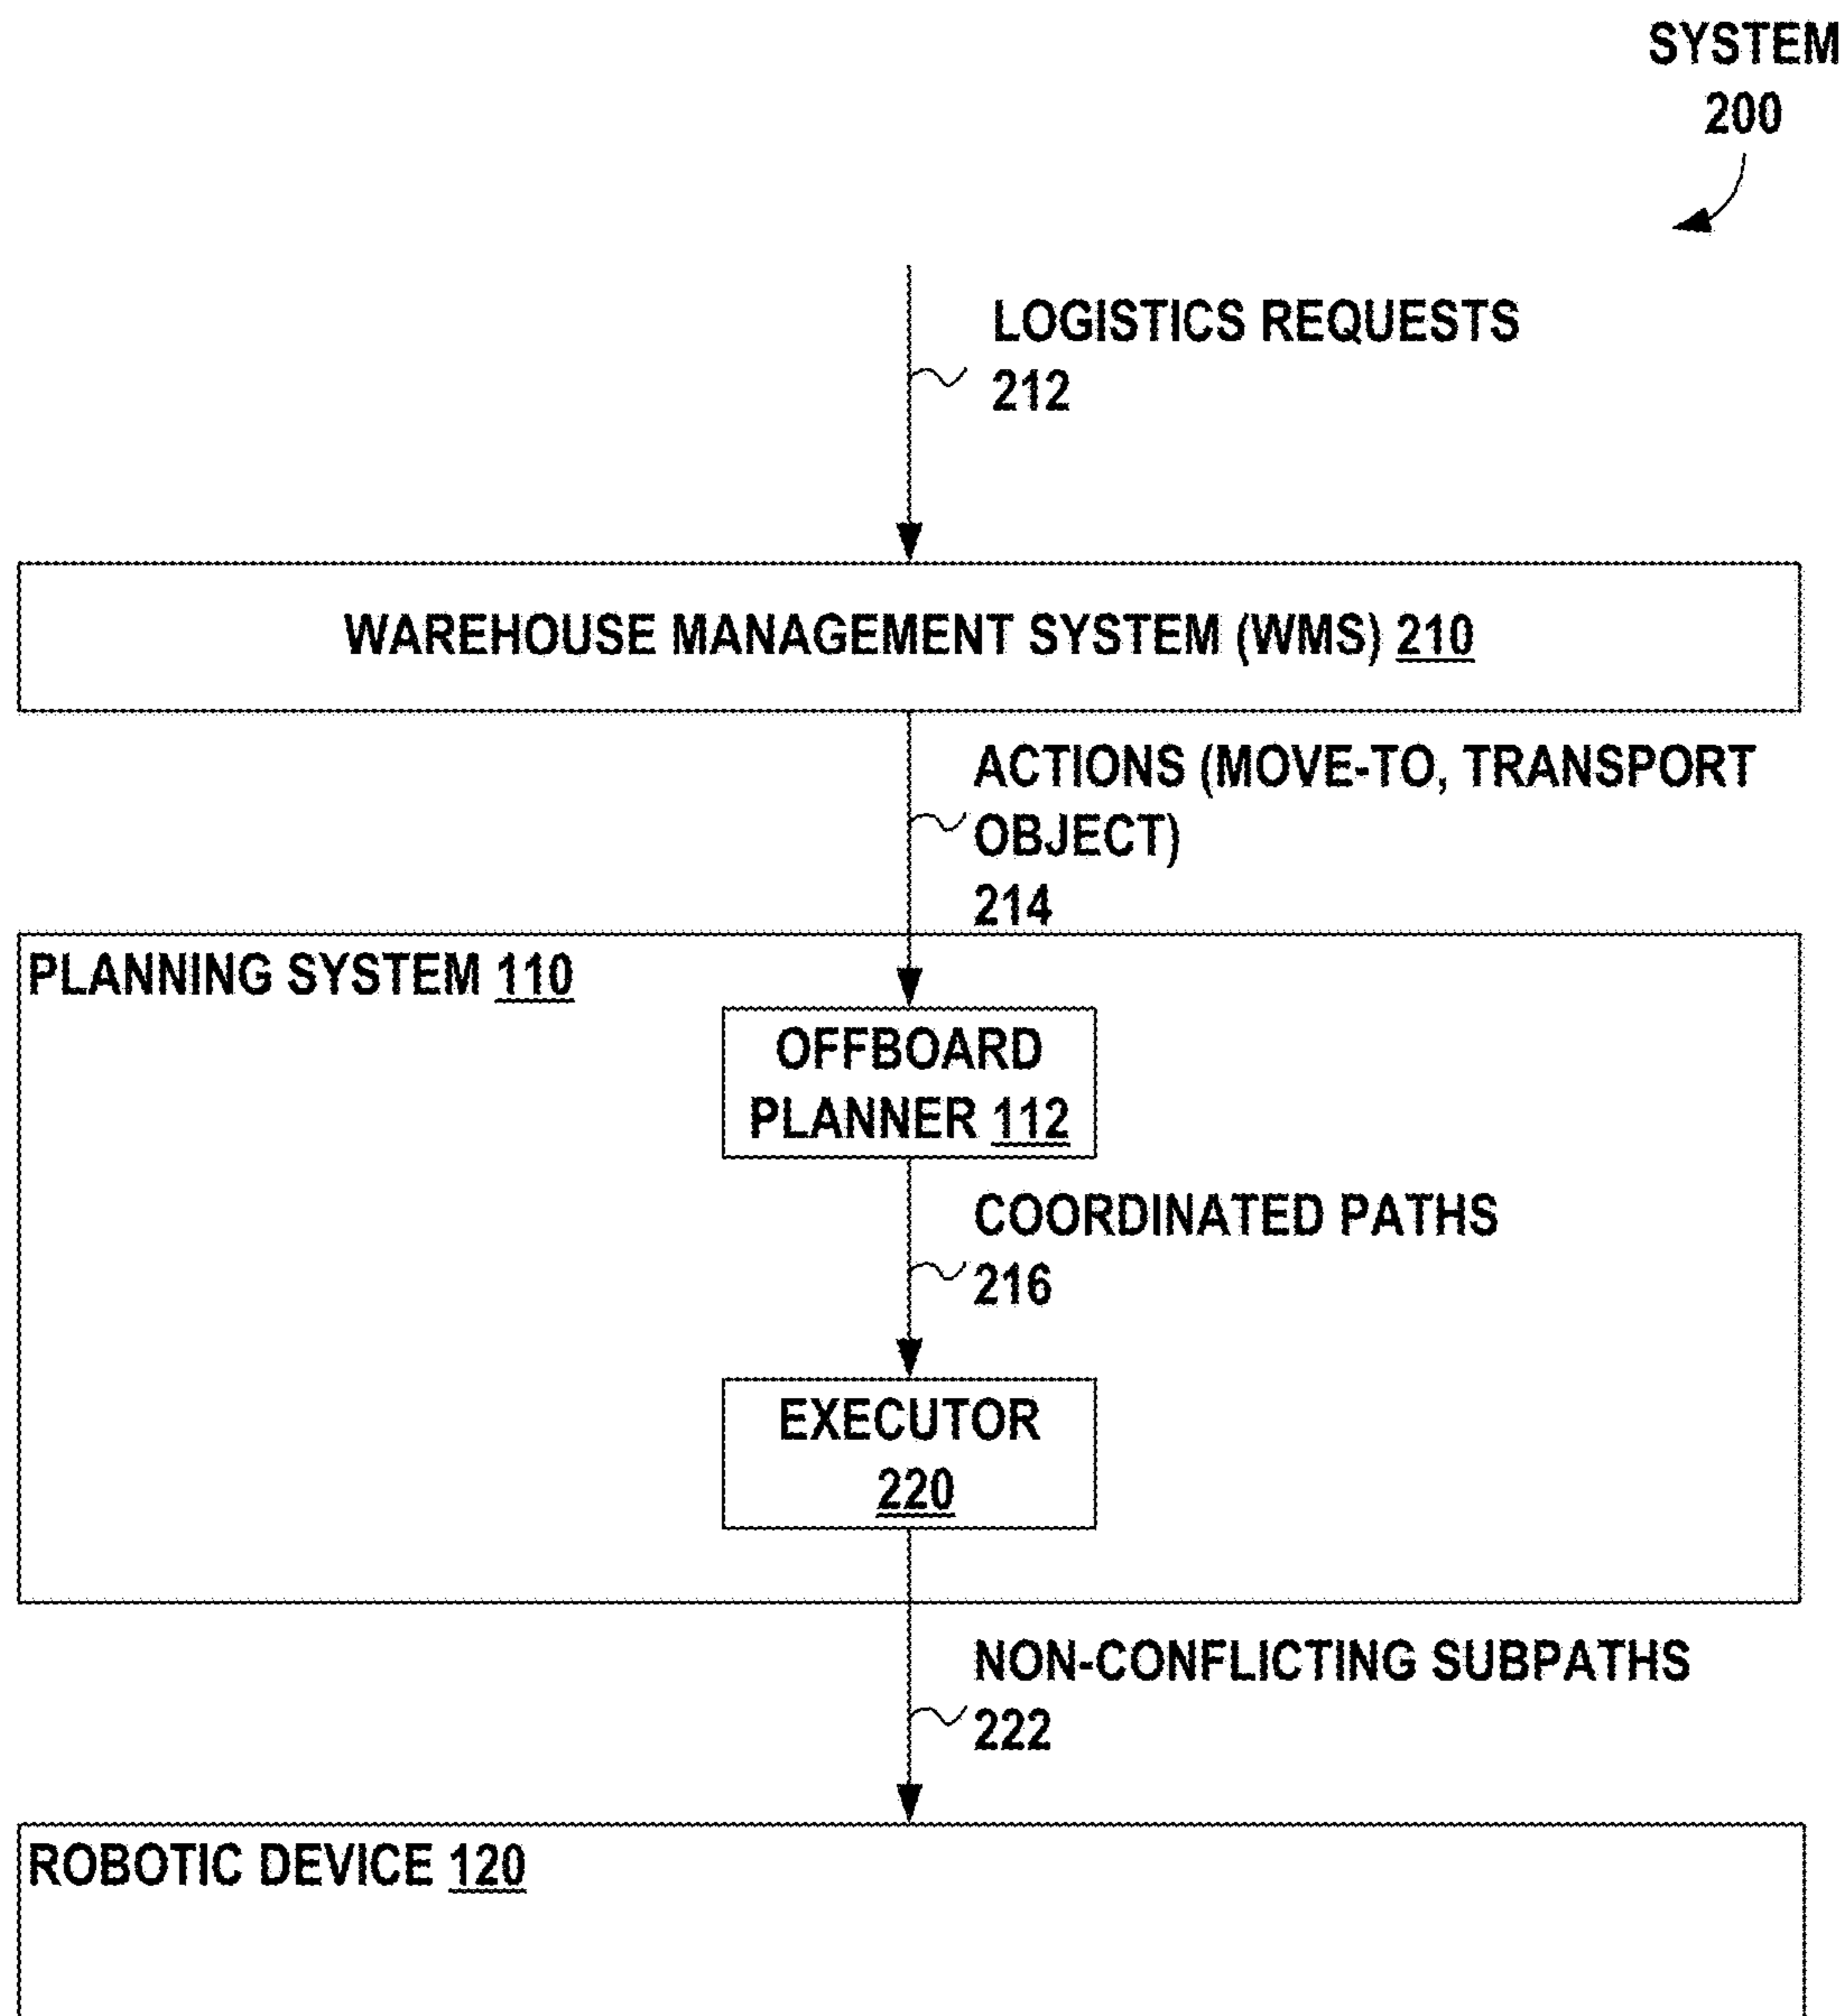 SYSTEM
200
LOGISTICS REQUESTS
212
WAREHOUSE MANAGEMENT SYSTEM (WMS) 210
ACTIONS (MOVE-TO, TRANSPORT
OBJECT)
214
PLANNING SYSTEM 110
OFFBOARD
PLANNER 112
COORDINATED PATHS
216
EXECUTOR
220
NON-CONFLICTING SUBPATHS
222
ROBOTIC DEVICE 120